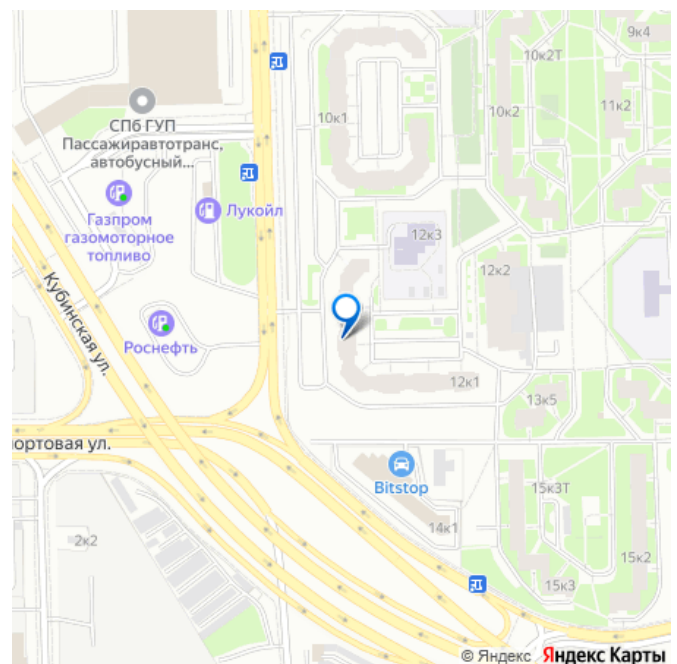 9к4
10к2Т
11к2
10к2
10к1
СПб ГУП
Пассажиравтотранс,
автобусный...
Газпром
газомоторное
топливо
Лукойл
12к3
12к2
Кубинская ул.
Роснефть
12к1
13к5
портовая ул.
Bitstop
15к3Т
14к1
2к2
15к2
15к3
© Яндекс Яндекс Карты